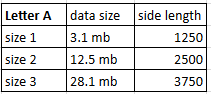 Letter A data size side length
size 1 3.1 mb 1250
size 2 12.5 mb 2500
size 3 28.1 mb 3750